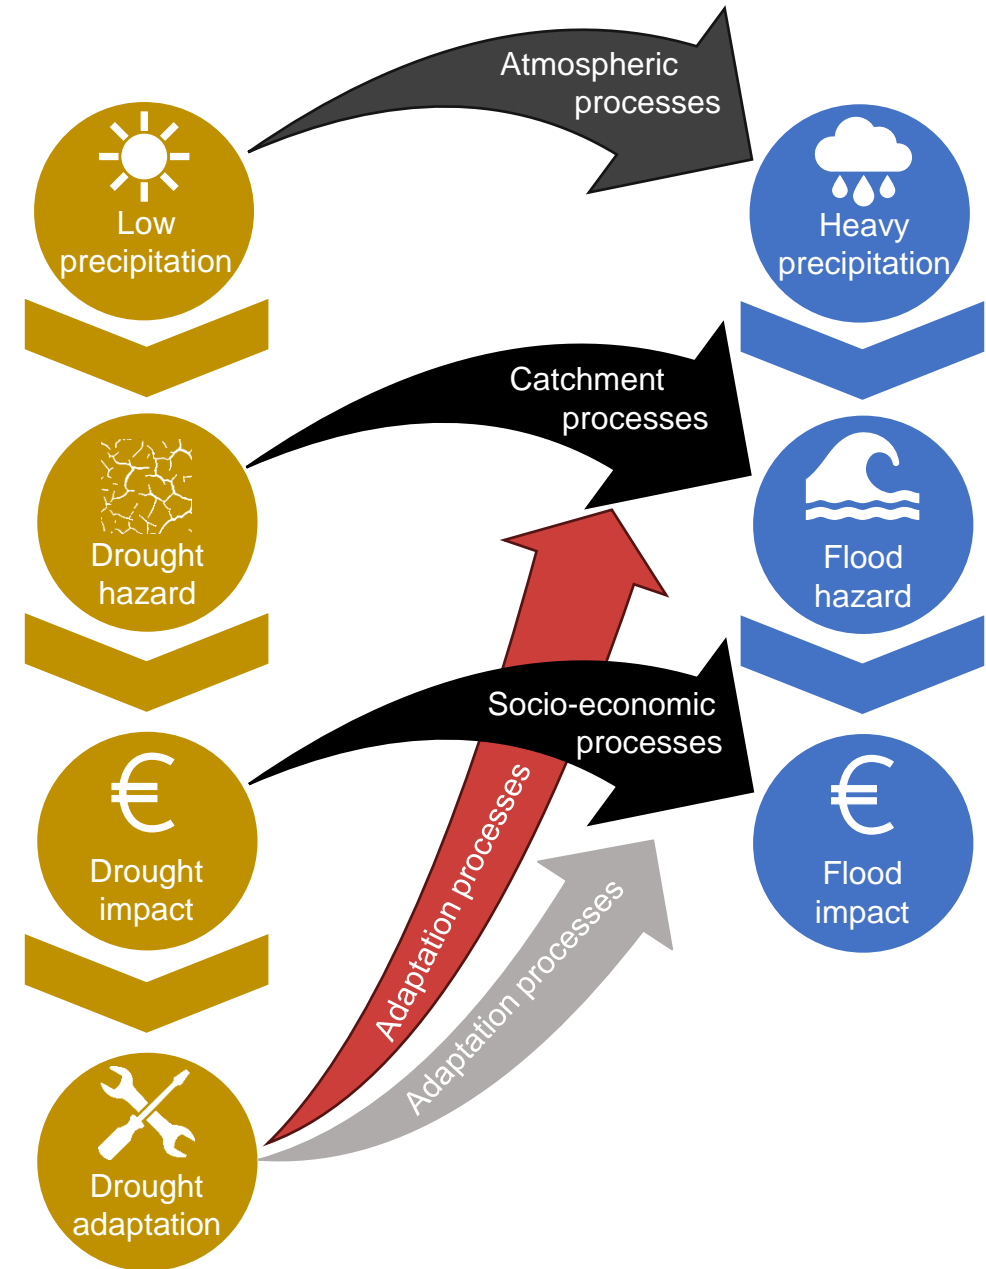 Atmospheric
processes
Low
precipitation
Heavy
precipitation
Catchment
processes
Drought
hazard
Flood
hazard
Socio-economic
processes
€
Drought
impact
€
Flood
impact
Adaptation processes
Adaptation processes
Drought
adaptation